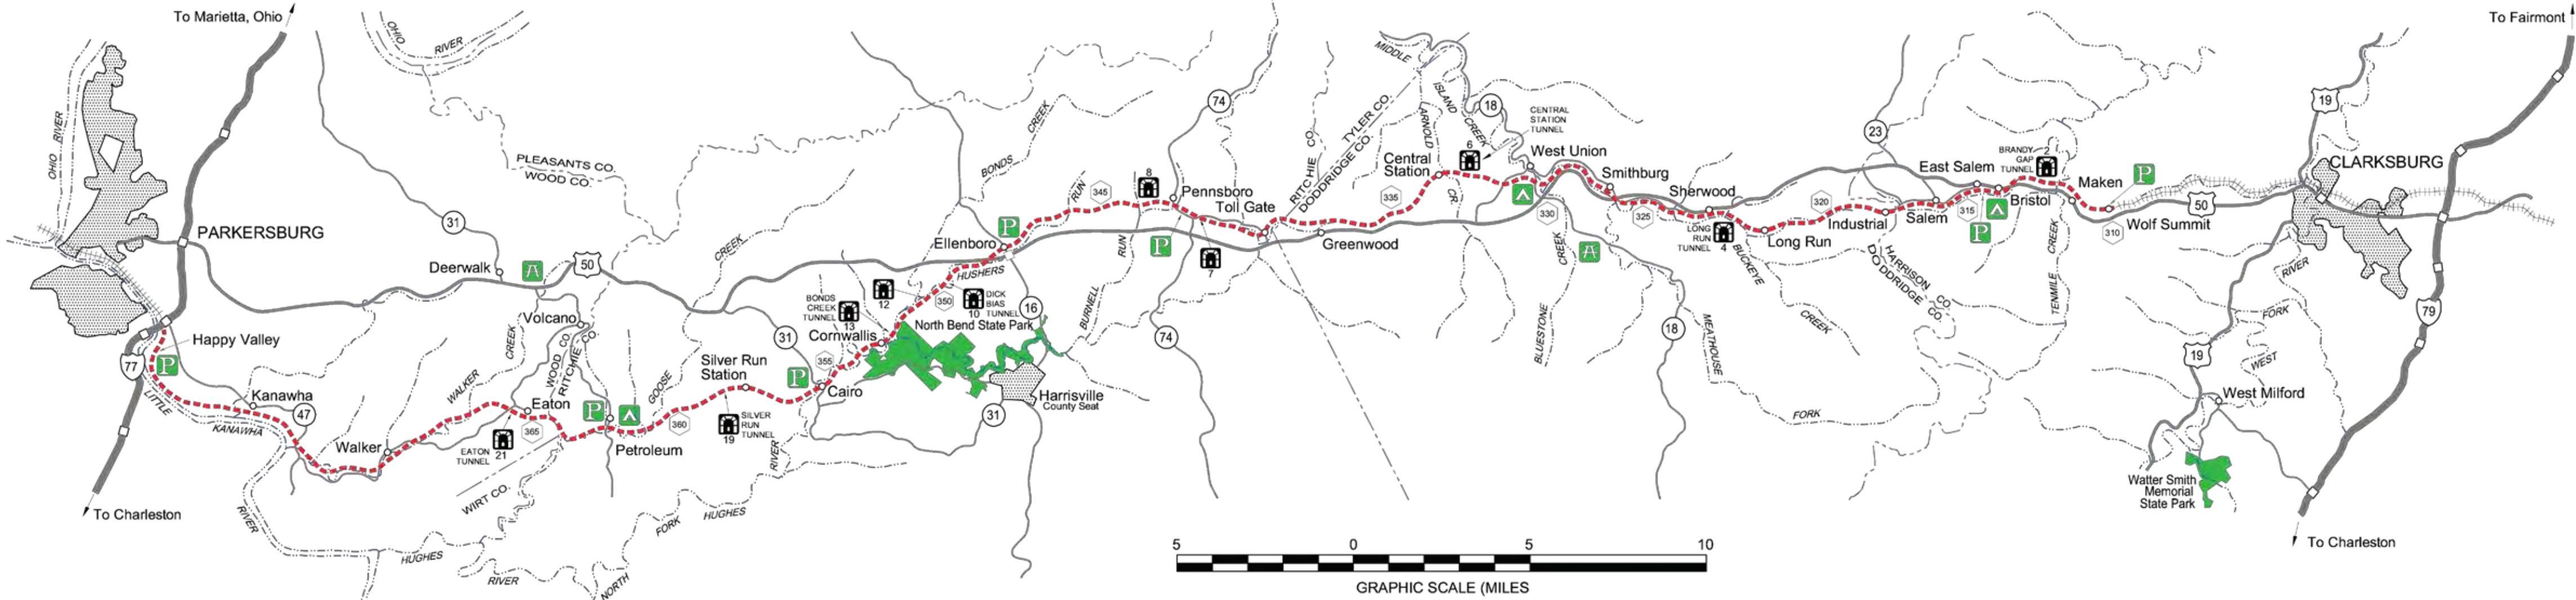 To Marietta, Ohio
To Fairmont
OHIO
RIVER
OHIO RIVER
PARKERSBURG
31
PLEASANTS CO.
WOOD CO.
Deerwalk
50
Volcano
WOOD CO.
RITCHIE CO.
CREEK
WALKER
Happy Valley
77
P
LITTLE
KANAWHA
RIVER
Kanawha
47
Walker
Eaton
365
EATON
TUNNEL
21
P
Petroleum
WIRT CO.
To Charleston
HUGHES
RIVER
NORTH
FORK
HUGHES
RIVER
GOOSE
CREEK
360
Silver Run
Station
SILVER
RUN
TUNNEL
19
31
P
355
Cairo
BONDS
CREEK
TUNNEL
13
Cornwallis
12
350
DICK
BIAS
TUNNEL
10
North Bend State Park
16
Harrisville
County Seat
31
Ellenboro
P
HUSHERS
RUN
BONDS
CREEK
345
8
74
Pennsboro
P
7
BURNELL
RUN
74
Toll Gate
RITCHIE CO.
DODDRIDGE CO.
TYLER CO.
Greenwood
335
Central
Station
MIDDLE
ISLAND
CREEK
ARNOLD
CR.
6
18
CENTRAL
STATION
TUNNEL
West Union
330
BLUESTONE
CREEK
Smithburg
325
18
Sherwood
LONG
RUN
TUNNEL
4
Long Run
MEATHOUSE
FORK
BUCKEYE
CREEK
320
23
Industrial
Salem
HARRISON CO.
DODDRIDGE CO.
East Salem
315
P
Bristol
BRANDY
GAP
TUNNEL
2
TENMILE
CREEK
Maken
P
310
Wolf Summit
50
19
CLARKSBURG
79
RIVER
FORK
WEST
19
West Milford
Watter Smith
Memorial
State Park
To Charleston
5
0
5
10
GRAPHIC SCALE (MILES